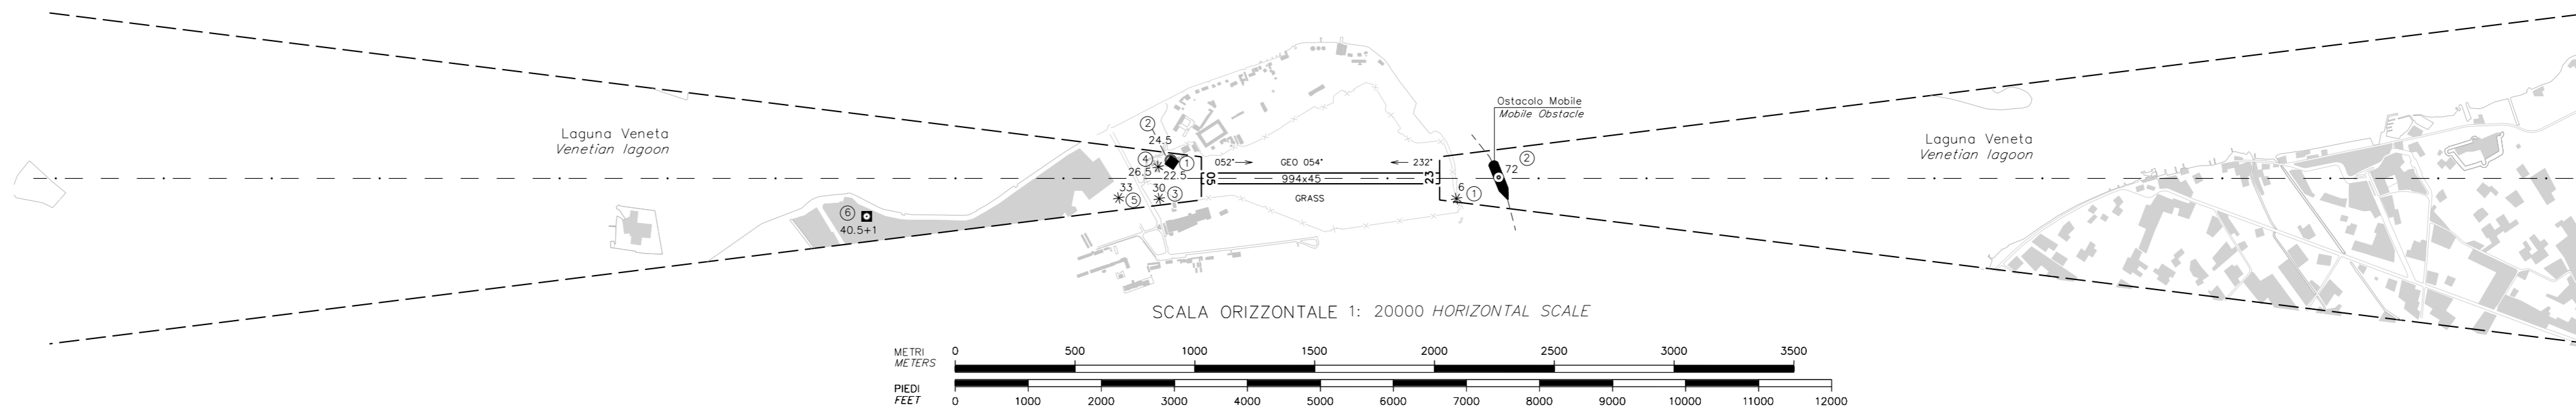 Laguna Veneta
Venetian lagoon
②
24.5
④
①
26.5
22.5
33
30
⑤
③
⑥
40.5+1
052°
GEO 054°
232°
05
994x45
23
GRASS
Ostacolo Mobile
Mobile Obstacle
②
72
6
①
Laguna Veneta
Venetian lagoon
SCALA ORIZZONTALE 1: 20000 HORIZONTAL SCALE
METRI
METERS
0 500 1000 1500 2000 2500 3000 3500
PIEDI
FEET
0 1000 2000 3000 4000 5000 6000 7000 8000 9000 10000 11000 12000